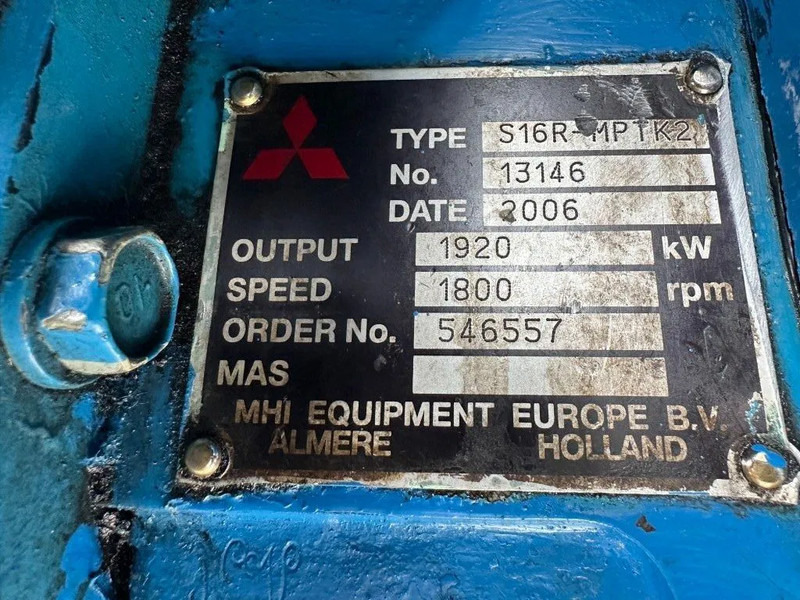 TYPE S16R-MPTK2
No. 13146
DATE 2006
OUTPUT 1920 kW
SPEED 1800 rpm
ORDER No. 546557
MAS
MHI EQUIPMENT EUROPE B.V.
ALMERE HOLLAND